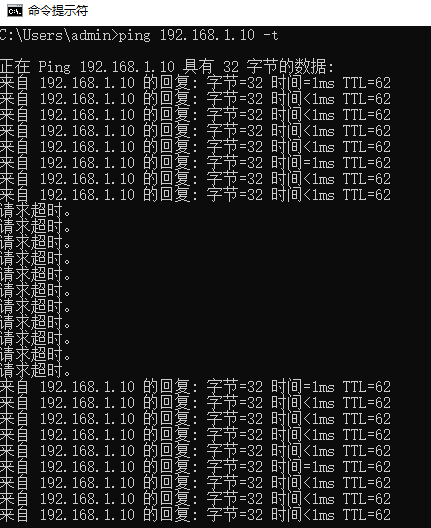 命令提示符
C:\Users\admin>ping 192.168.1.10 -t
正在 Ping 192.168.1.10 具有 32 字节的数据:
来自 192.168.1.10 的回复: 字节=32 时间=1ms TTL=62
来自 192.168.1.10 的回复: 字节=32 时间<1ms TTL=62
来自 192.168.1.10 的回复: 字节=32 时间<1ms TTL=62
来自 192.168.1.10 的回复: 字节=32 时间<1ms TTL=62
来自 192.168.1.10 的回复: 字节=32 时间<1ms TTL=62
来自 192.168.1.10 的回复: 字节=32 时间=1ms TTL=62
来自 192.168.1.10 的回复: 字节=32 时间<1ms TTL=62
来自 192.168.1.10 的回复: 字节=32 时间<1ms TTL=62
请求超时。
请求超时。
请求超时。
请求超时。
请求超时。
请求超时。
请求超时。
请求超时。
请求超时。
请求超时。
请求超时。
来自 192.168.1.10 的回复: 字节=32 时间=1ms TTL=62
来自 192.168.1.10 的回复: 字节=32 时间<1ms TTL=62
来自 192.168.1.10 的回复: 字节=32 时间<1ms TTL=62
来自 192.168.1.10 的回复: 字节=32 时间<1ms TTL=62
来自 192.168.1.10 的回复: 字节=32 时间<1ms TTL=62
来自 192.168.1.10 的回复: 字节=32 时间=1ms TTL=62
来自 192.168.1.10 的回复: 字节=32 时间<1ms TTL=62
来自 192.168.1.10 的回复: 字节=32 时间<1ms TTL=62
来自 192.168.1.10 的回复: 字节=32 时间<1ms TTL=62